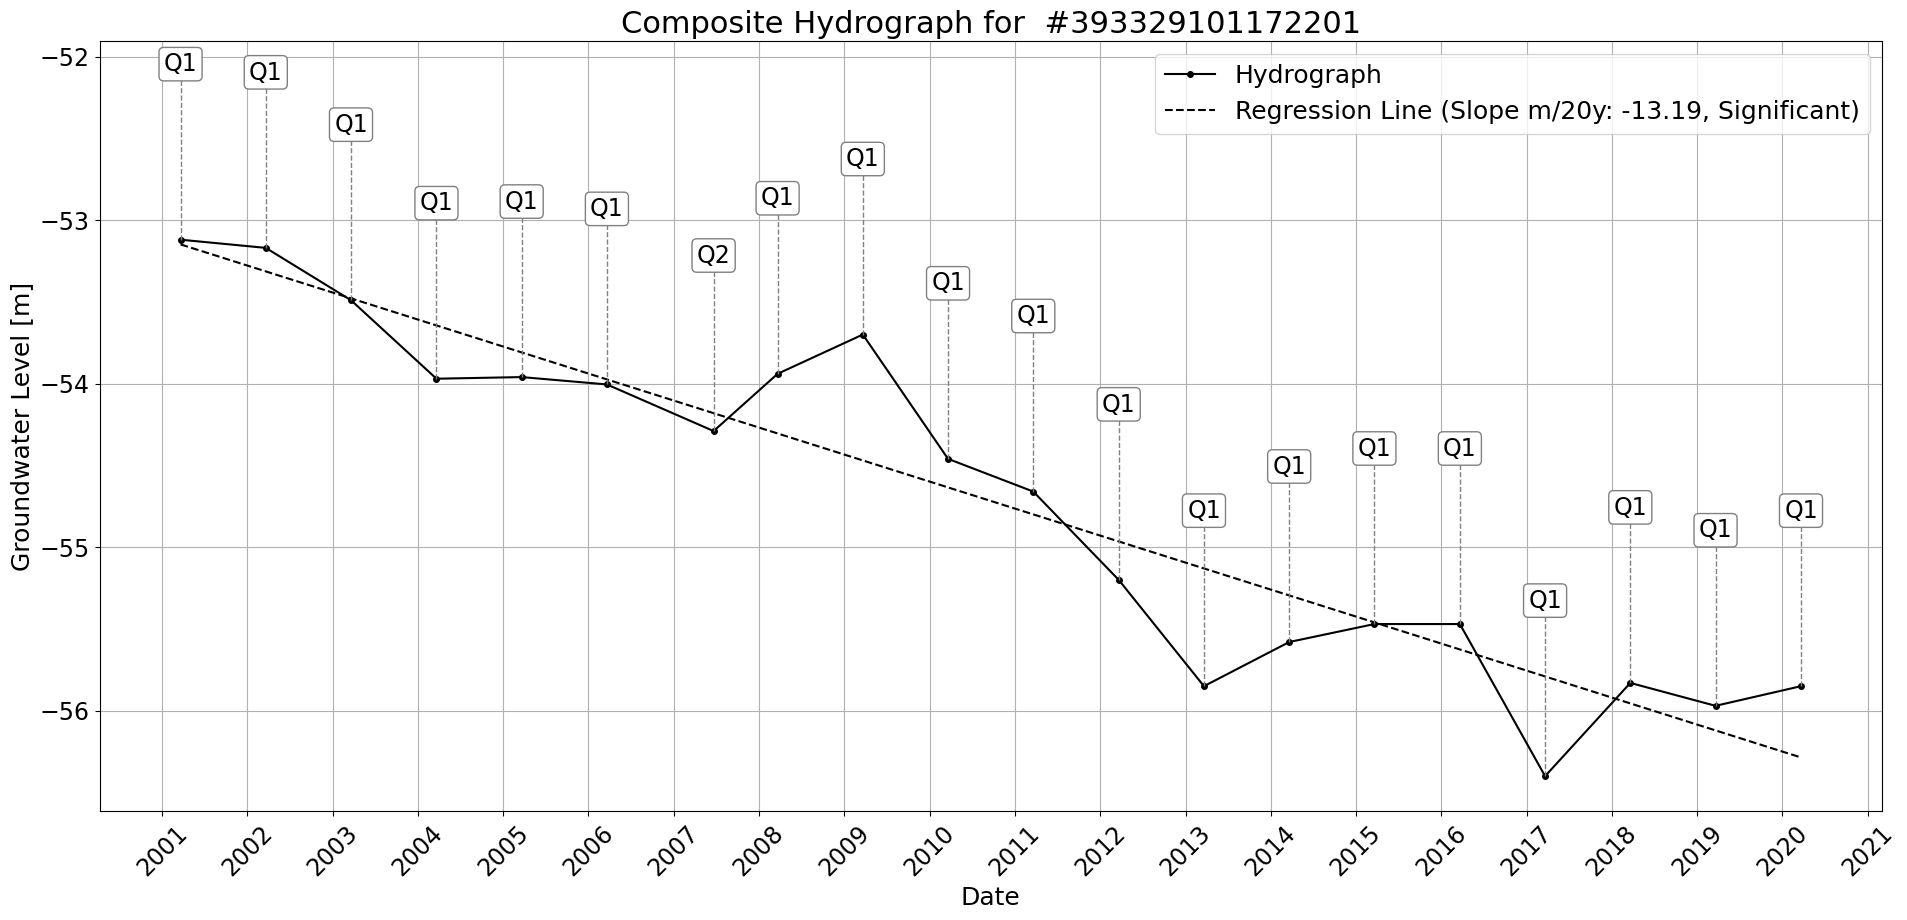 Composite Hydrograph for  #393329101172201
Hydrograph
Regression Line (Slope m/20y: -13.19, Significant)
Groundwater Level [m]
−52
−53
−54
−55
−56
Q1
Q1
Q1
Q1
Q1
Q1
Q2
Q1
Q1
Q1
Q1
Q1
Q1
Q1
Q1
Q1
Q1
Q1
Q1
Q1
2001
2002
2003
2004
2005
2006
2007
2008
2009
2010
2011
2012
2013
2014
2015
2016
2017
2018
2019
2020
2021
Date